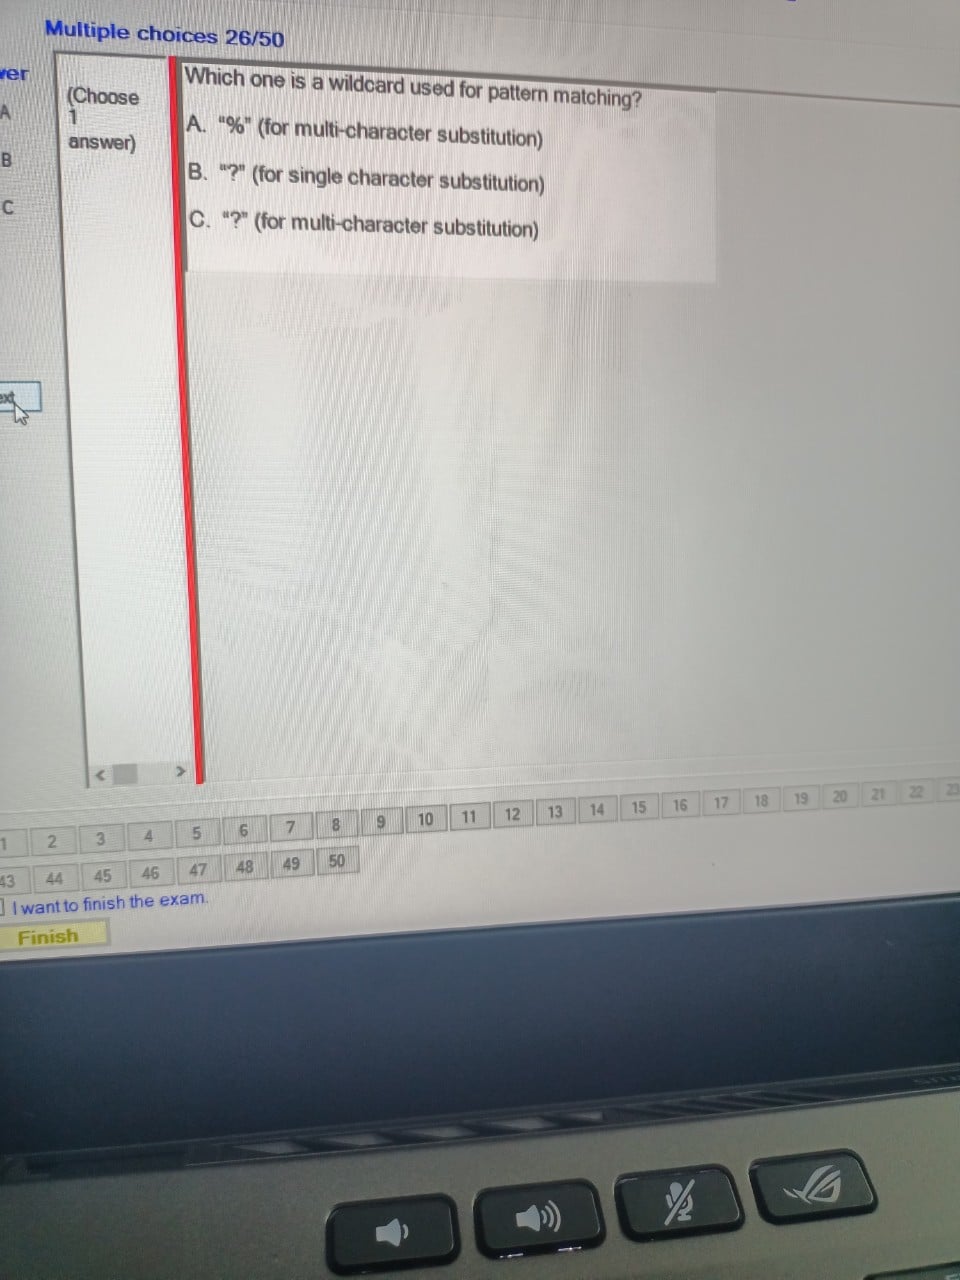 Multiple choices 26/50
(Choose
1
answer)
Which one is a wildcard used for pattern matching?
A. "%" (for multi-character substitution)
B. "?" (for single character substitution)
C. "?" (for multi-character substitution)
A
B
C
1 2 3 4 5 6 7 8 9 10 11 12 13 14 15 16 17 18 19 20 21 22 23
43 44 45 46 47 48 49 50
I want to finish the exam.
Finish